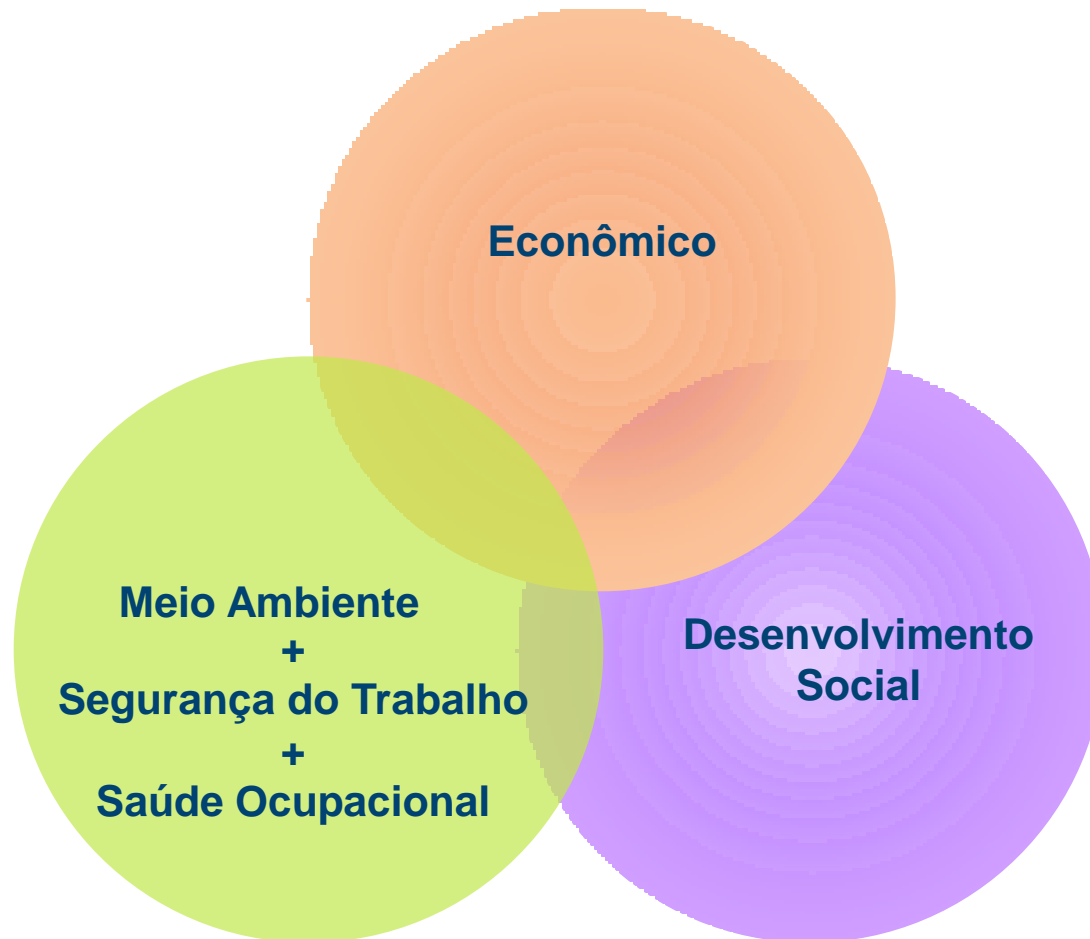 Econômico
Meio Ambiente
+
Segurança do Trabalho
+
Saúde Ocupacional
Desenvolvimento
Social